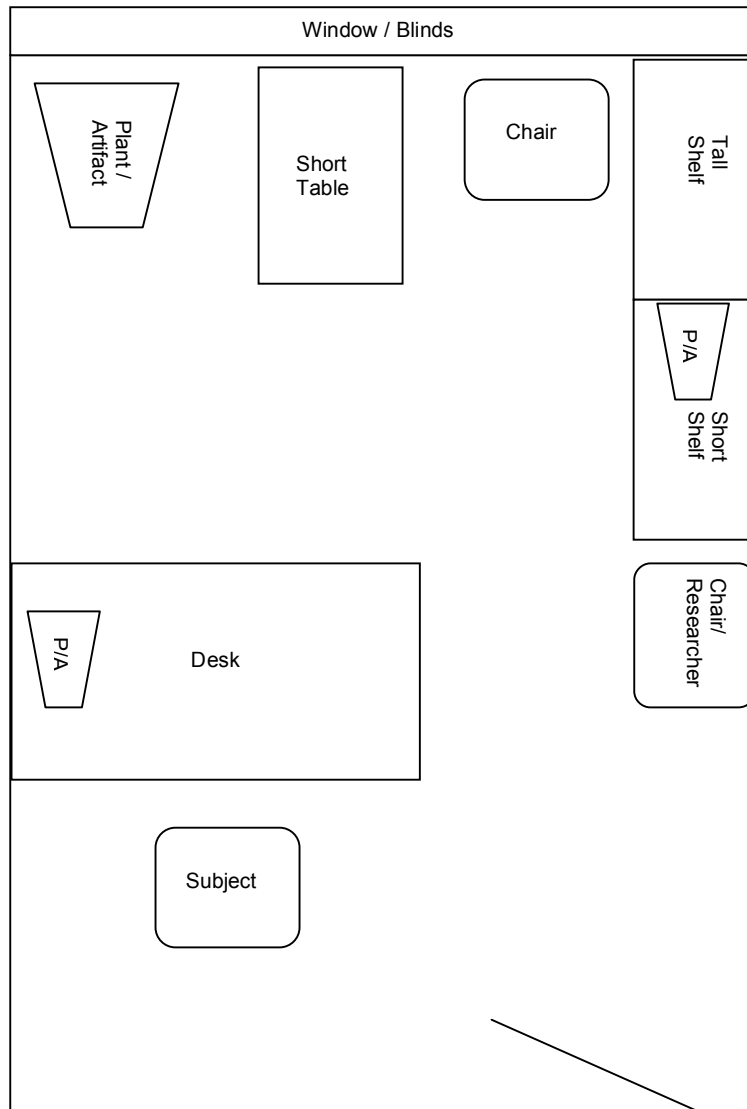 Window / Blinds
Plant /
Artifact
Short
Table
Chair
Tall
Shelf
P/A
Short
Shelf
Chair/
Researcher
P/A
Desk
Subject